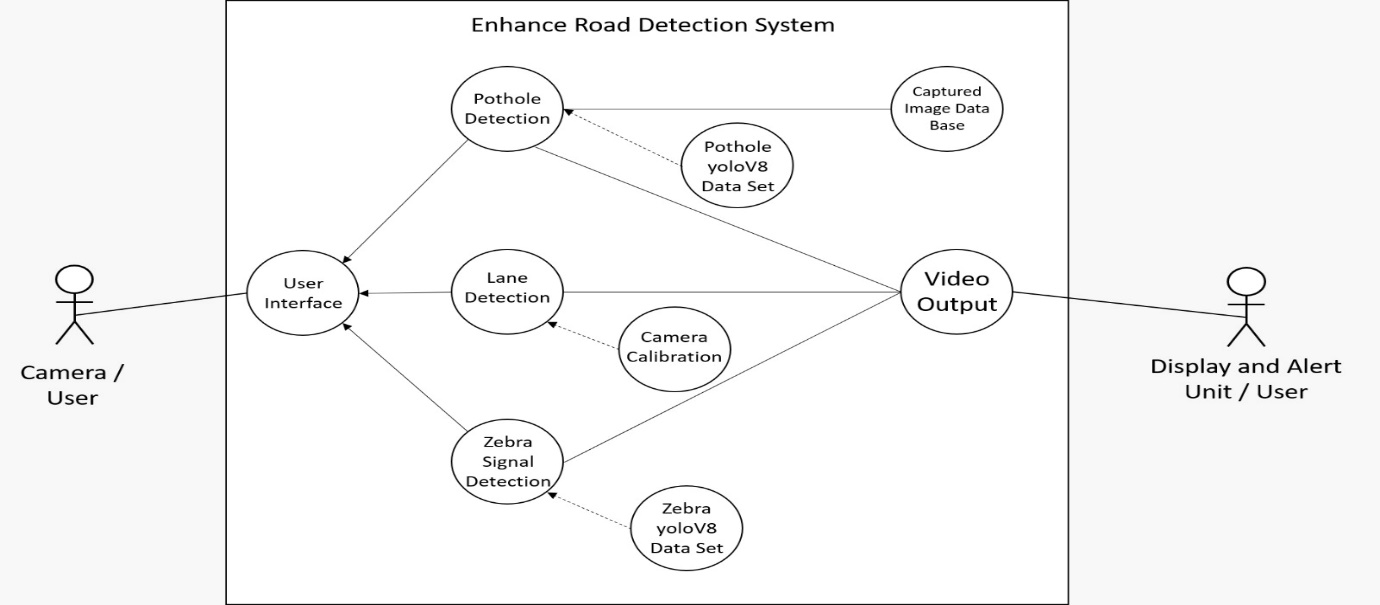 Enhance Road Detection System
Pothole
Detection
Captured
Image Data
Base
Pothole
yoloV8
Data Set
User
Interface
Lane
Detection
Video
Output
Camera
Calibration
Camera /
User
Display and Alert
Unit / User
Zebra
Signal
Detection
Zebra
yoloV8
Data Set